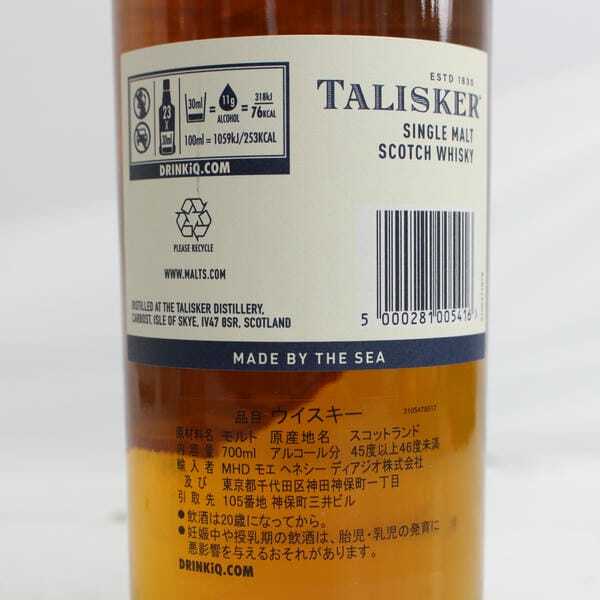 ESTD 1830
TALISKER
SINGLE MALT
SCOTCH WHISKY
23
X
30ml
30ml = 11g ALCOHOL = 318kJ 76KCAL
100ml = 1059kJ/253KCAL
DRINKiQ.COM
PLEASE RECYCLE
WWW.MALTS.COM
5 000281 005416
DISTILLED AT THE TALISKER DISTILLERY,
CARBOST, ISLE OF SKYE, IV47 8SR, SCOTLAND
MADE BY THE SEA
品目 ウイスキー
原材料名 モルト 原産地名 スコットランド
内容量 700ml アルコール分 45度以上46度未満
輸入者 MHD モエ ヘネシー ディアジオ株式会社
及び 東京都千代田区神田神保町一丁目
引取先 105番地 神保町三井ビル
●飲酒は20歳になってから。
●妊娠中や授乳期の飲酒は、胎児・乳児の発育に
悪影響を与えるおそれがあります。
DRINKiQ.COM